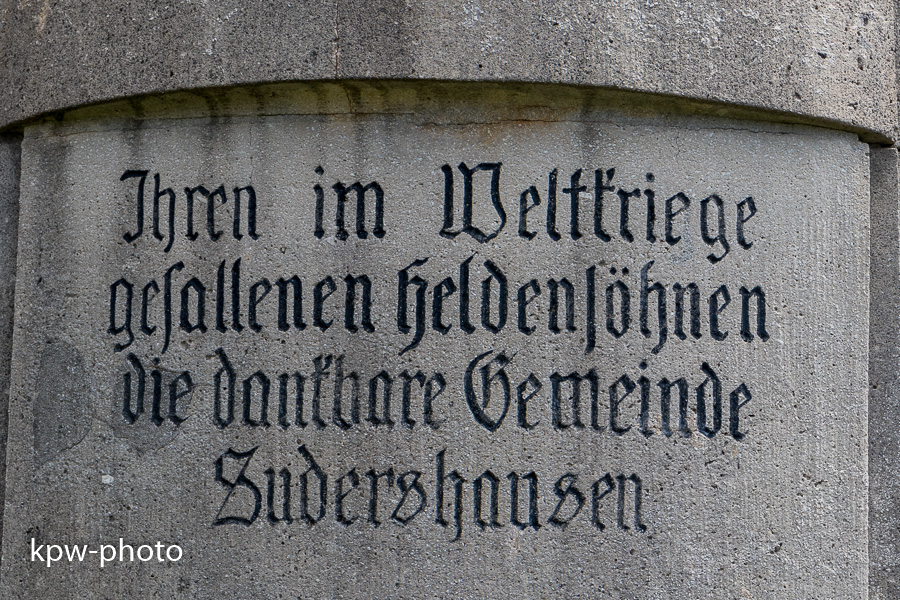 Ihren im Weltkriege
gefallenen Heldensöhnen
die dankbare Gemeinde
Sudershausen
kpw-photo